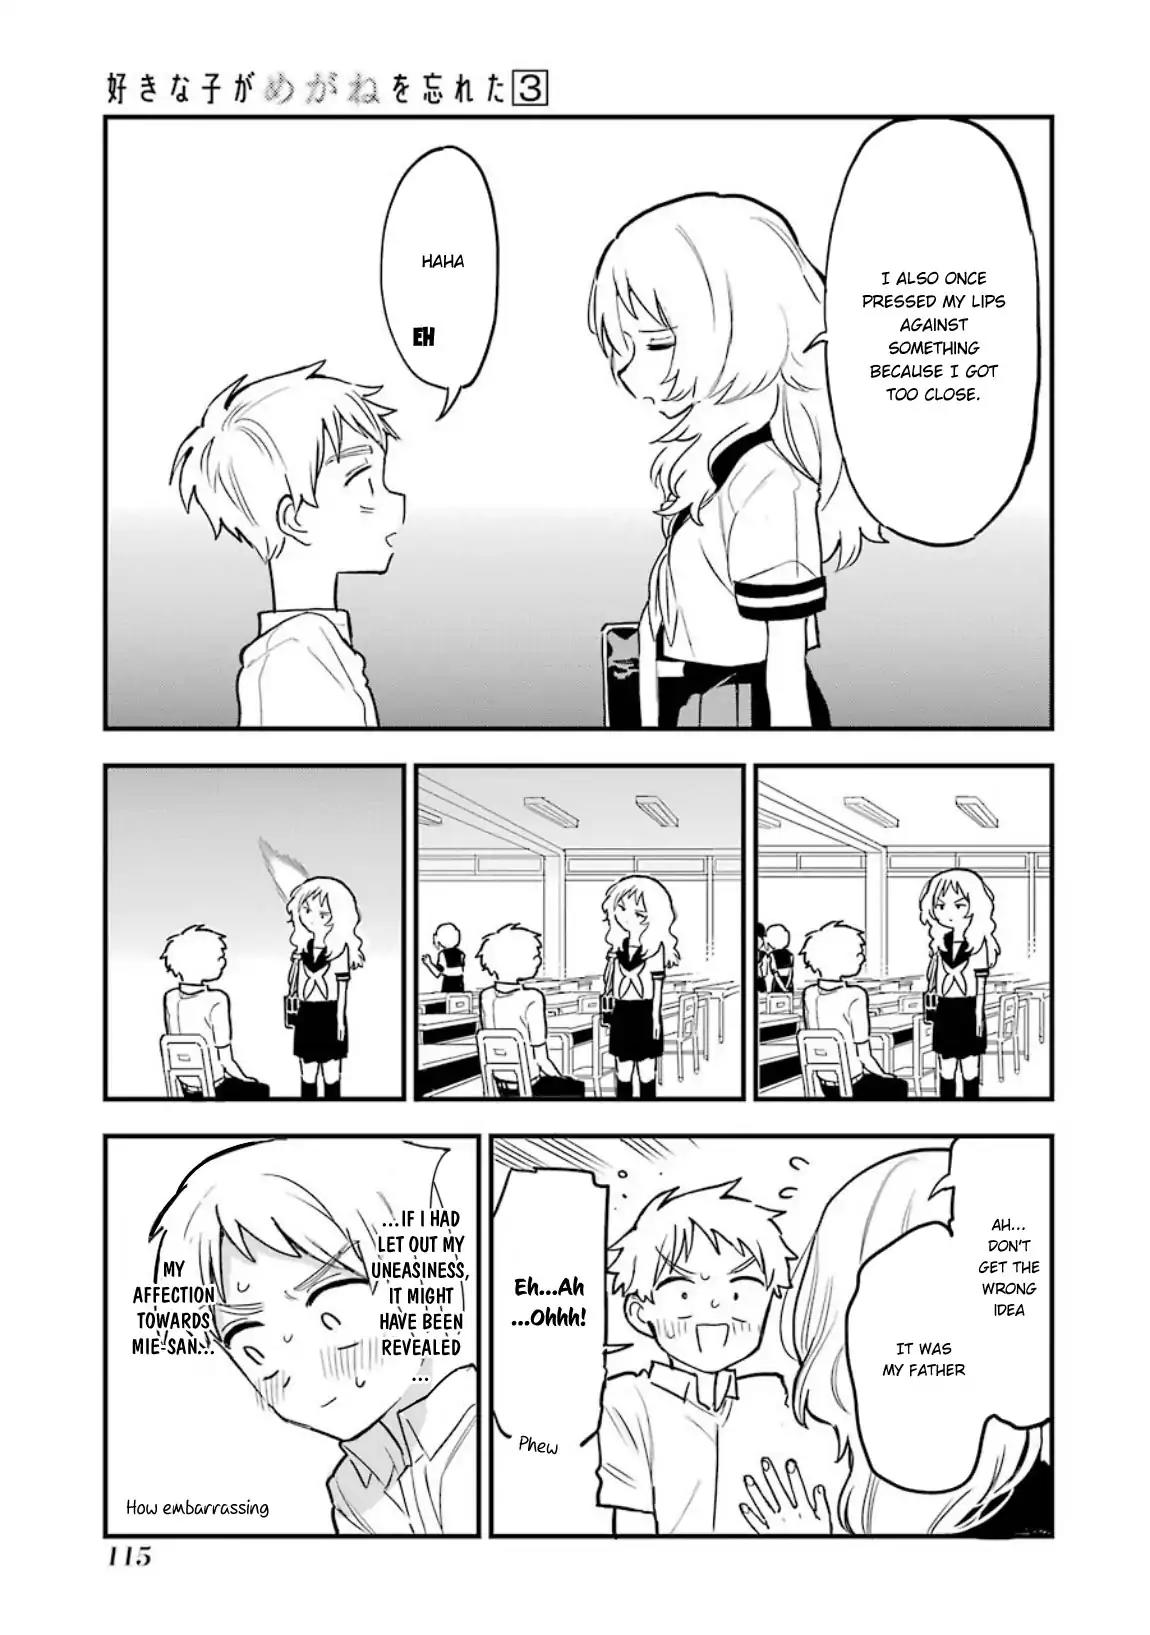 好きな子がめがねを忘れた3
I ALSO ONCE
PRESSED MY LIPS
AGAINST
SOMETHING
BECAUSE I GOT
TOO CLOSE.
HAHA
EH
AH...
DON'T
GET THE
WRONG
IDEA
IT WAS
MY FATHER
Eh...Ah
...Ohhh!
Phew
...IF I HAD
LET OUT MY
UNEASINESS,
IT MIGHT
HAVE BEEN
REVEALED
...
MY
AFFECTION
TOWARDS
MIE-SAN...
How embarrassing
115